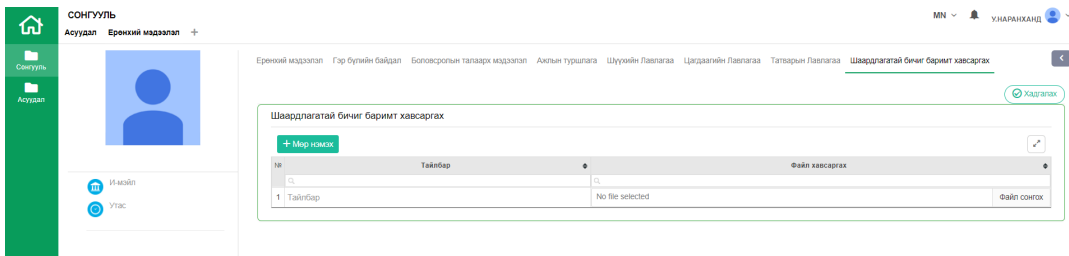 СОНГУУЛЬ
MN
У.НАРАНХАНД
Асуудал Ерөнхий мэдээлэл +
Сонгууль
Асуудал
Ерөнхий мэдээлэл Гэр бүлийн байдал Боловсролын талаарх мэдээлэл Ажлын туршлага Шүүхийн Лавлагаа Цагдаагийн Лавлагаа Татварын Лавлагаа Шаардлагатай бичиг баримт хавсаргах
Хадгалах
Шаардлагатай бичиг баримт хавсаргах
+ Мөр нэмэх
№ Тайлбар Файл хавсаргах
1 Тайлбар No file selected Файл сонгох
И-мэйл
Утас